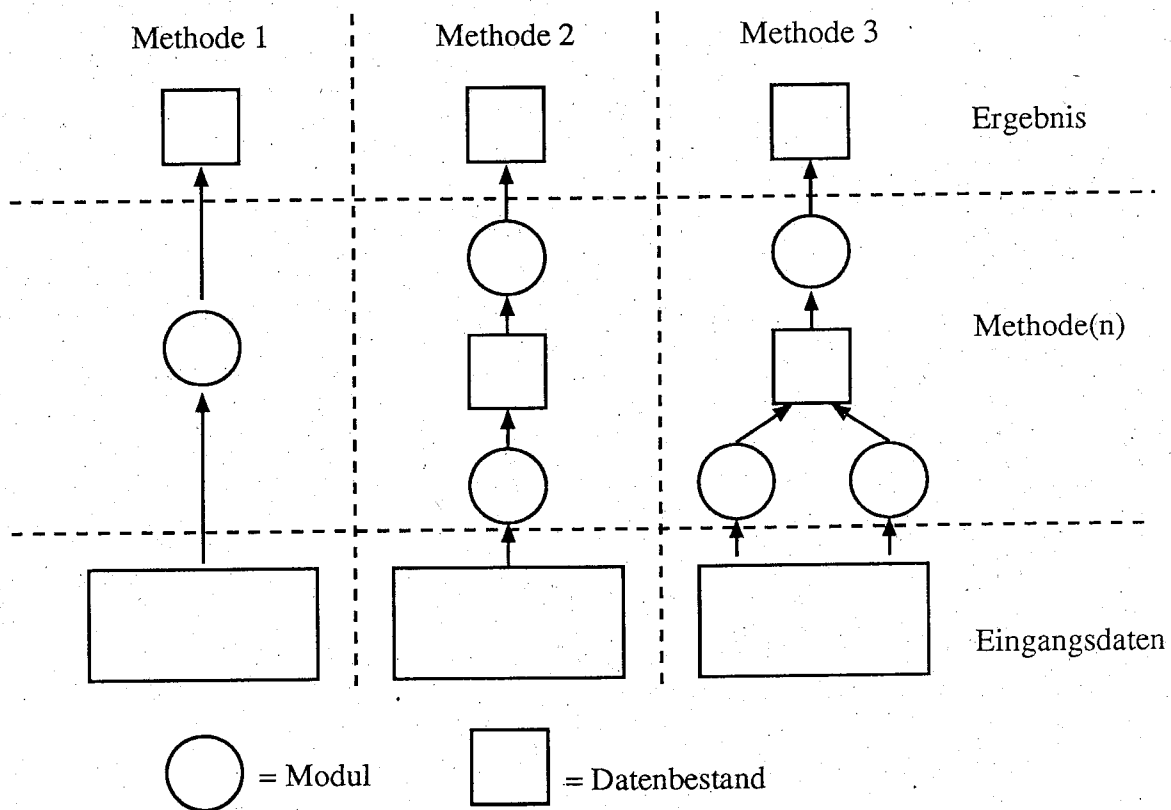 Methode 1
Methode 2
Methode 3
Ergebnis
Methode(n)
Eingangsdaten
= Modul
= Datenbestand